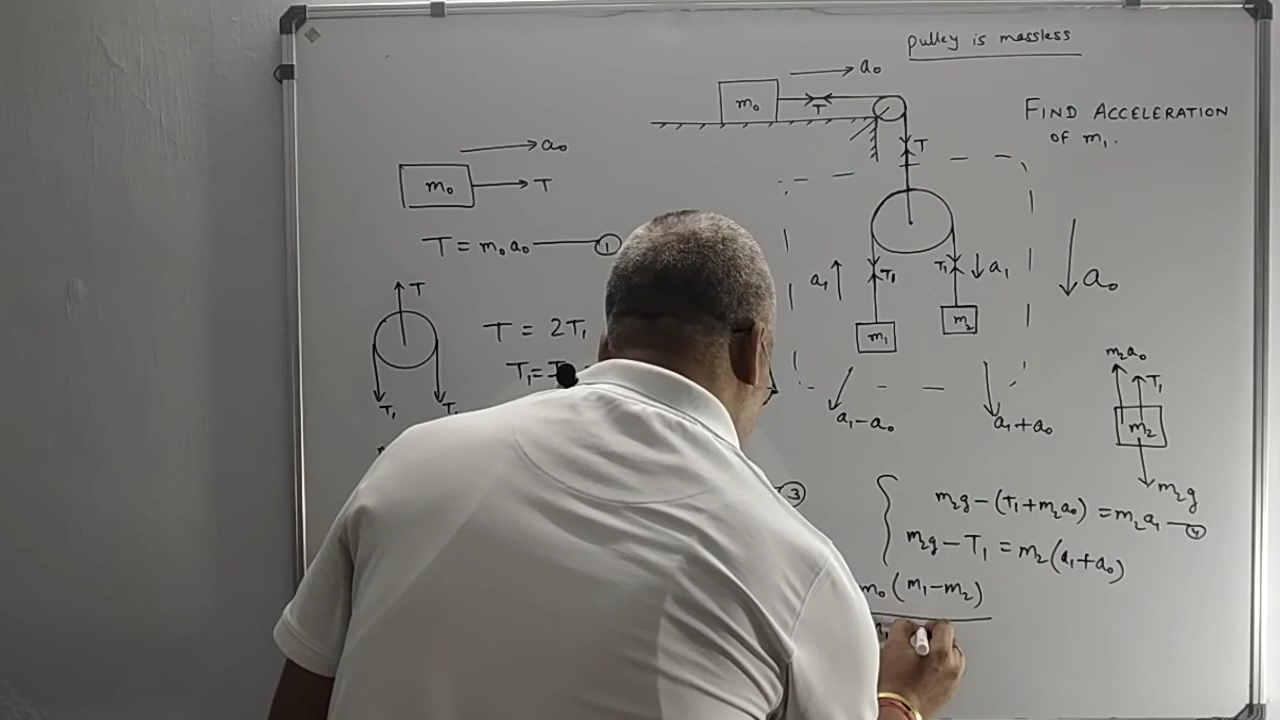 pulley is massless
a₀
m₀
T
FIND ACCELERATION
OF m₁.
T
a₀
m₀
T
T = m₀a₀ ①
T
T = 2T₁
T₁=
T₁
a₁
T₁
T₁
a₁
a₀
m₁
m₂
m₂a₀
T₁
m₂
m₂g
a₁-a₀
a₁+a₀
③
m₂g-(T₁+m₂a₀) = m₂a₁ ④
m₂g-T₁ = m₂(a₁+a₀)
m₀(m₁-m₂)